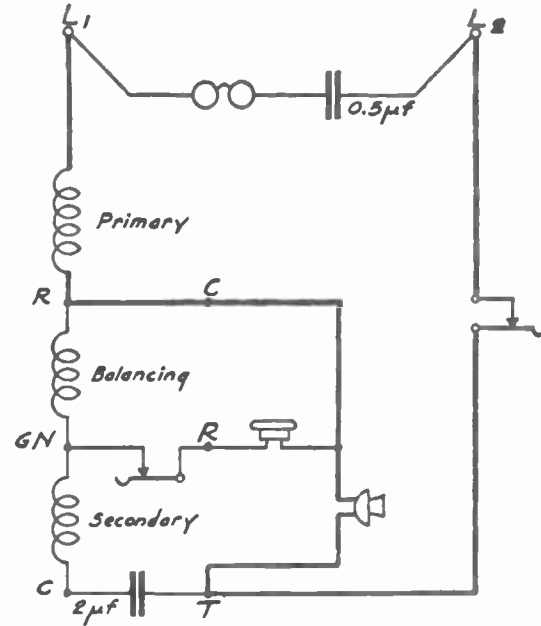 L1
L2
0.5µf
Primary
R
C
Balancing
GN
R
Secondary
C
2µf
T